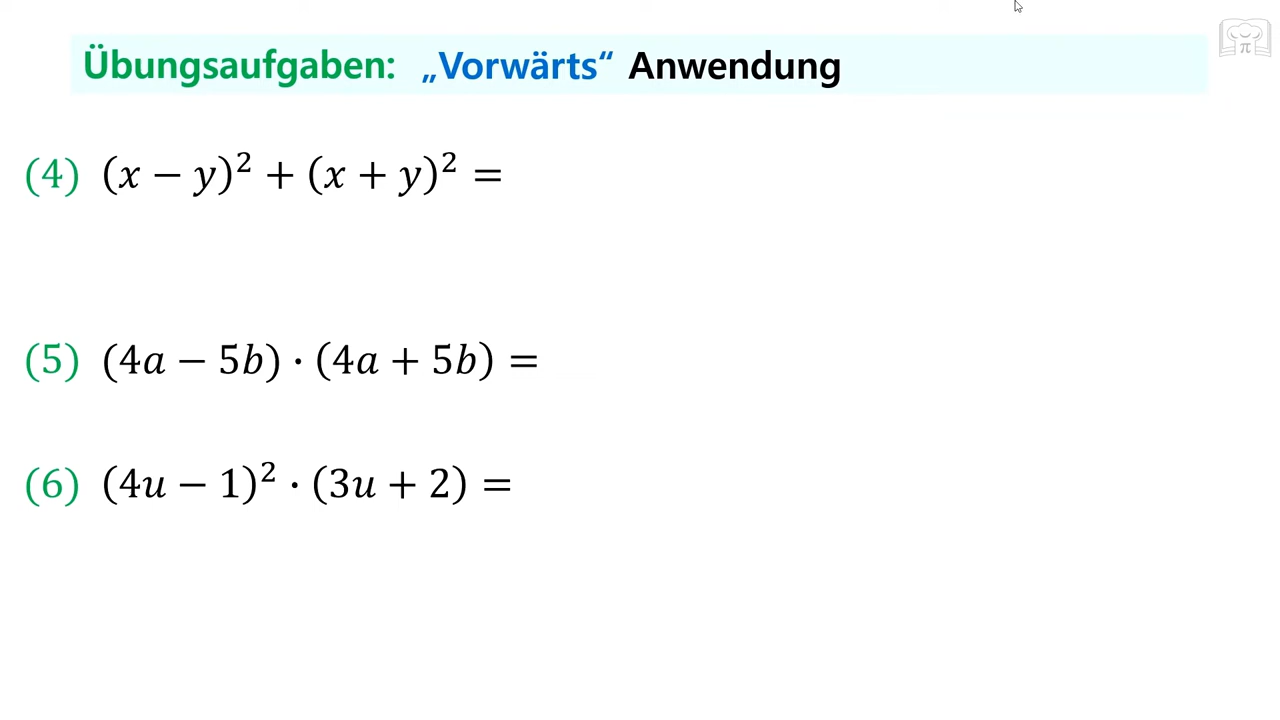 Übungsaufgaben: „Vorwärts“ Anwendung
(4) (x − y)² + (x + y)² =
(5) (4a − 5b) · (4a + 5b) =
(6) (4u − 1)² · (3u + 2) =
π